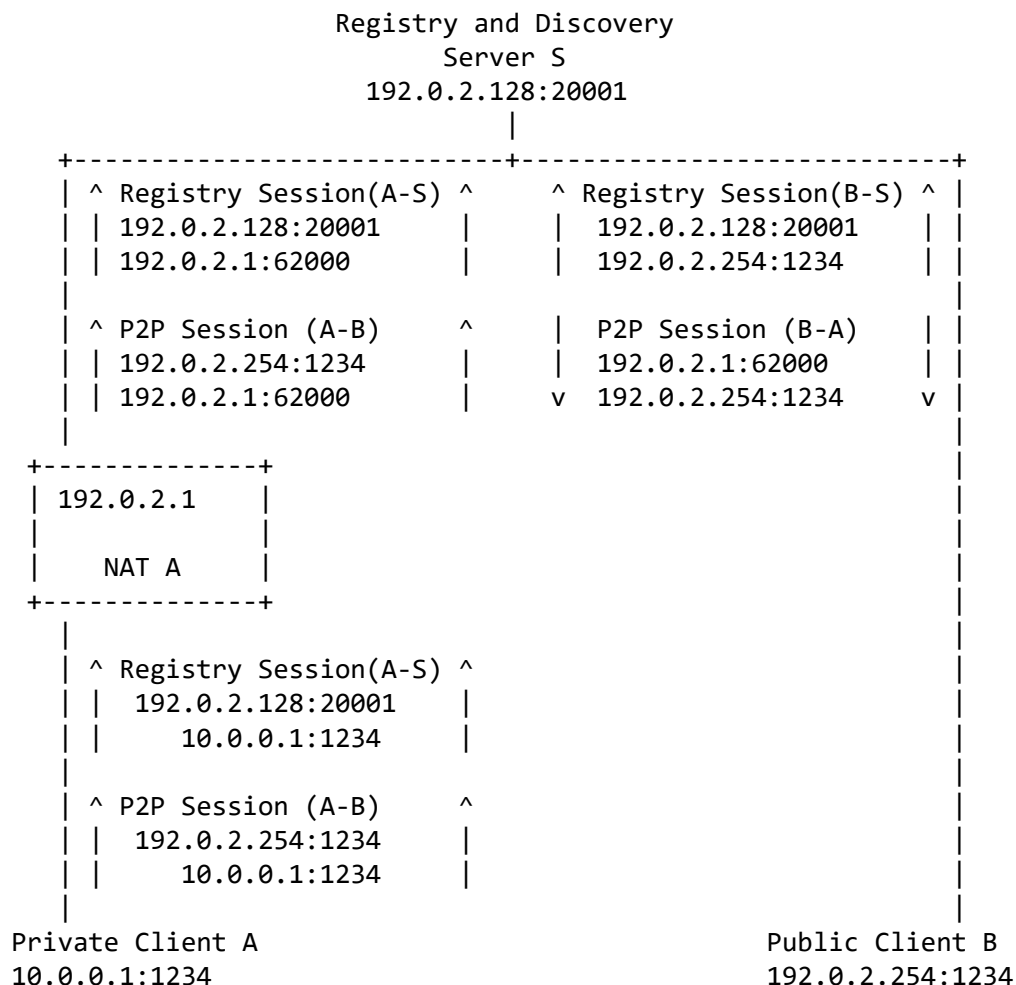 Registry and Discovery
Server S
192.0.2.128:20001
|
+----------------------------+----------------------------+
| ^ Registry Session(A-S) ^     ^ Registry Session(B-S) ^ |
| | 192.0.2.128:20001     |     |  192.0.2.128:20001    | |
| | 192.0.2.1:62000       |     |  192.0.2.254:1234     | |
|                                                         |
| ^ P2P Session (A-B)     ^     |  P2P Session (B-A)    | |
| | 192.0.2.254:1234      |     |  192.0.2.1:62000      | |
| | 192.0.2.1:62000       |     v  192.0.2.254:1234     v |
|                                                         |
+--------------+                                            |
| 192.0.2.1    |                                            |
|              |                                            |
|    NAT A     |                                            |
+--------------+                                            |
|                                                         |
| ^ Registry Session(A-S) ^                               |
| |  192.0.2.128:20001    |                               |
| |     10.0.0.1:1234     |                               |
|                                                         |
| ^ P2P Session (A-B)     ^                               |
| |  192.0.2.254:1234     |                               |
| |     10.0.0.1:1234     |                               |
|                                                         |
Private Client A                                 Public Client B
10.0.0.1:1234                                    192.0.2.254:1234